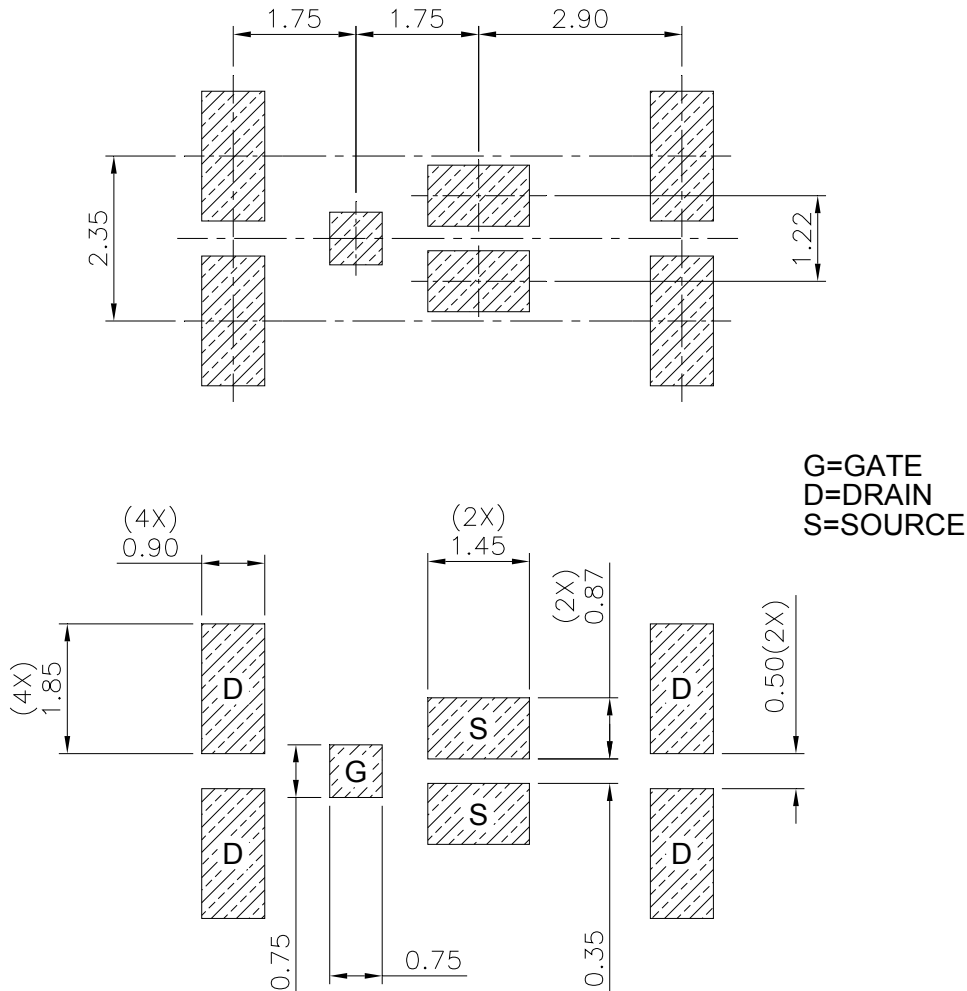 1.75
1.75
2.90
2.35
1.22
G=GATE
D=DRAIN
S=SOURCE
(4X)
0.90
(2X)
1.45
(2X)
0.87
0.50(2X)
(4X)
1.85
D
D
S
G
S
D
D
0.75
0.75
0.35